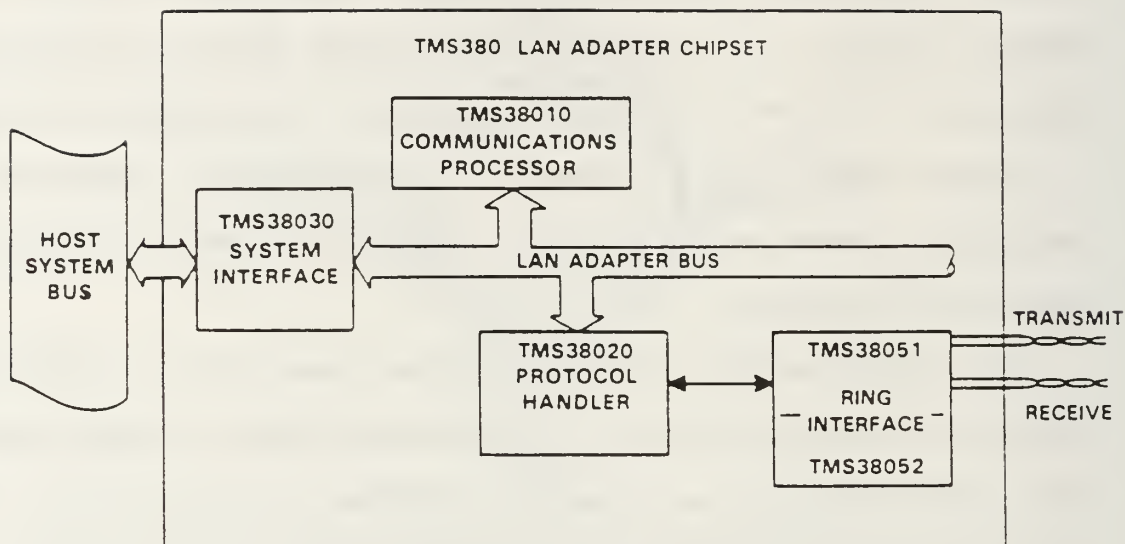 TMS380 LAN ADAPTER CHIPSET
TMS38010
COMMUNICATIONS
PROCESSOR
HOST
SYSTEM
BUS
TMS38030
SYSTEM
INTERFACE
LAN ADAPTER BUS
TMS38020
PROTOCOL
HANDLER
TMS38051
RING
INTERFACE
TMS38052
TRANSMIT
RECEIVE